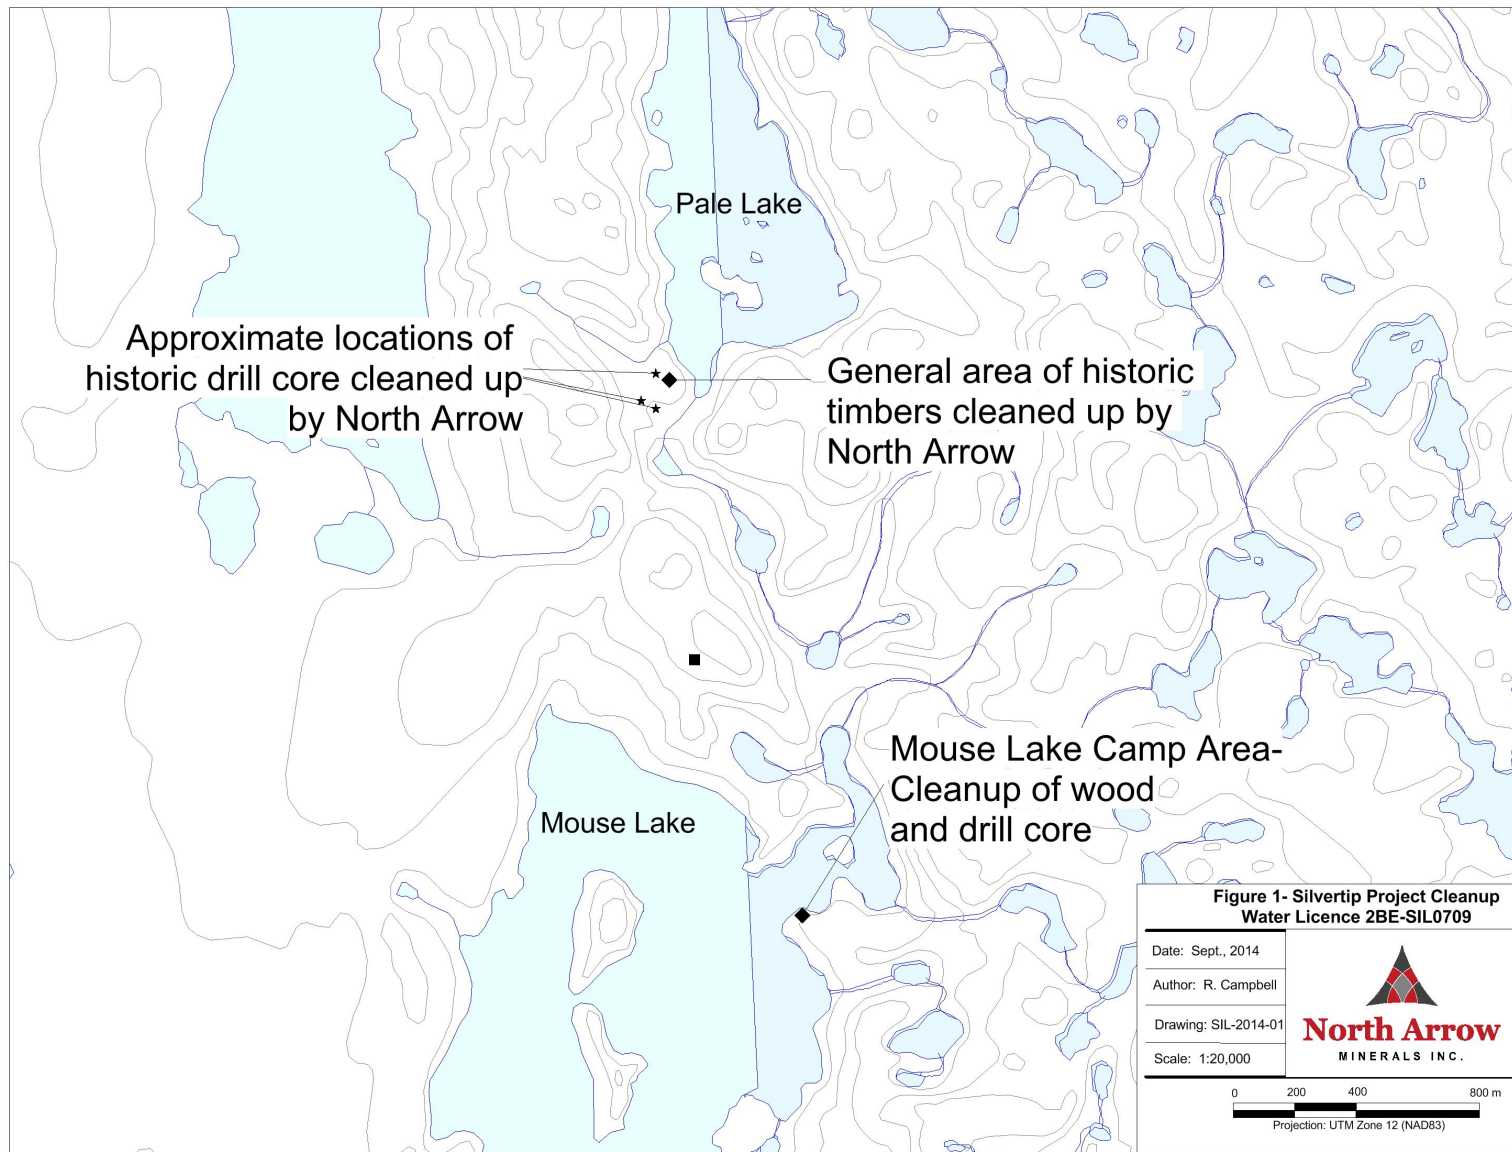 Pale Lake
Approximate locations of
historic drill core cleaned up
by North Arrow
General area of historic
timbers cleaned up by
North Arrow
Mouse Lake Camp Area-
Cleanup of wood
and drill core
Mouse Lake
Figure 1- Silvertip Project Cleanup
Water Licence 2BE-SIL0709
Date: Sept., 2014
Author: R. Campbell
Drawing: SIL-2014-01
Scale: 1:20,000
North Arrow
MINERALS INC.
0 200 400 800 m
Projection: UTM Zone 12 (NAD83)